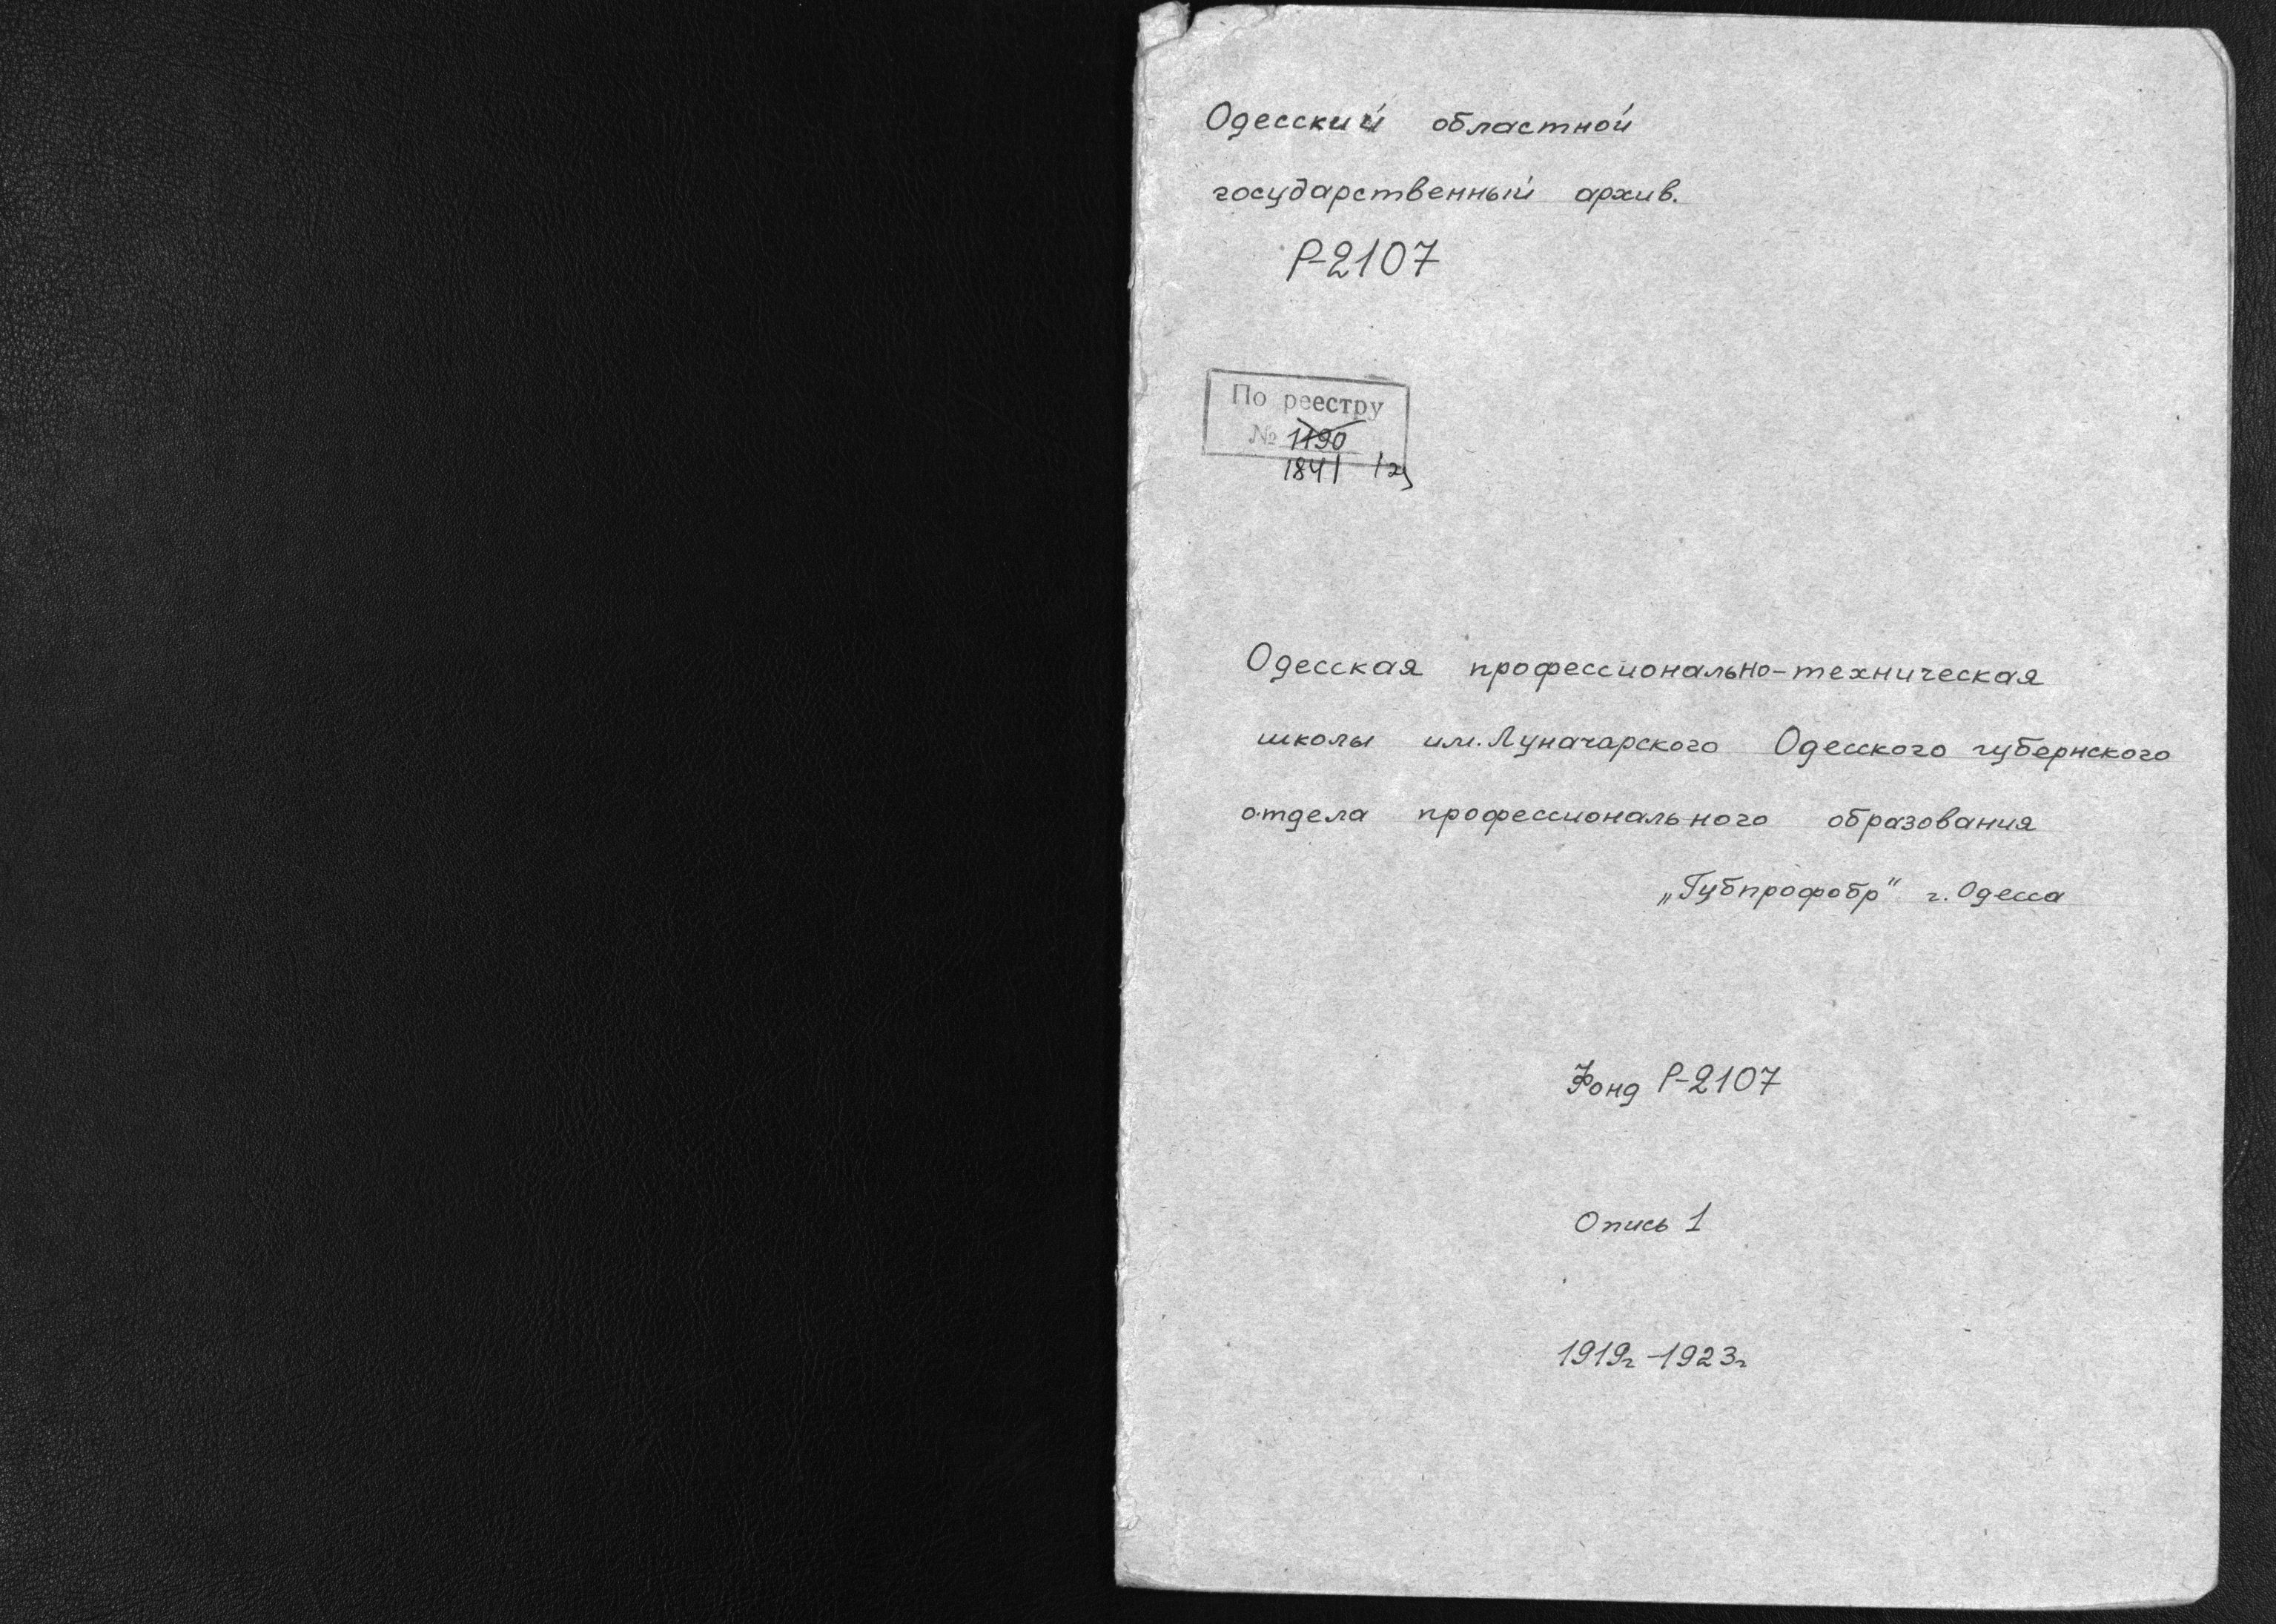 Одесский областной
государственный архив.
Р-2107
По реестру
№ 1190
1841
Одесская профессионально-техническая
школы им. Луначарского Одесского губернского
отдела профессионального образования
„Губпрофобр" г. Одесса
Фонд Р-2107
Опись 1
1919г-1923г